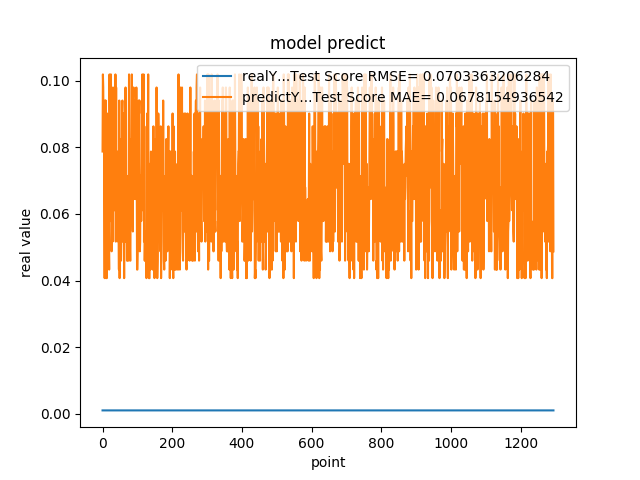 model predict
realY...Test Score RMSE= 0.0703363206284
predictY...Test Score MAE= 0.0678154936542
real value
0.10
0.08
0.06
0.04
0.02
0.00
0 200 400 600 800 1000 1200
point